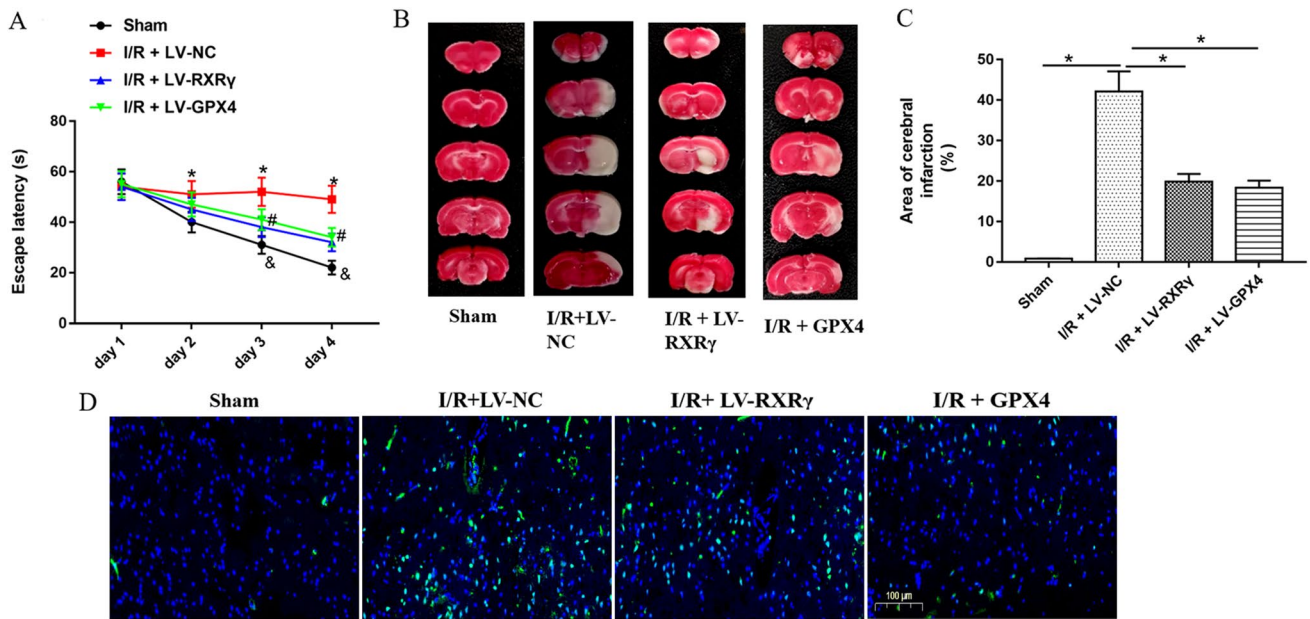 A
Sham
I/R + LV-NC
I/R + LV-RXRγ
I/R + LV-GPX4
Escape latency (s)
80
60
40
20
0
* * *
# #
& &
day 1 day 2 day 3 day 4
B
Sham
I/R+LV-
NC
I/R + LV-
RXRγ
I/R + GPX4
C
Area of cerebral
infarction
(%)
50
40
30
20
10
0
* * *
Sham
I/R + LV-NC
I/R + LV-RXRγ
I/R + LV-GPX4
D
Sham
I/R+LV-NC
I/R+ LV-RXRγ
I/R + GPX4
100 µm